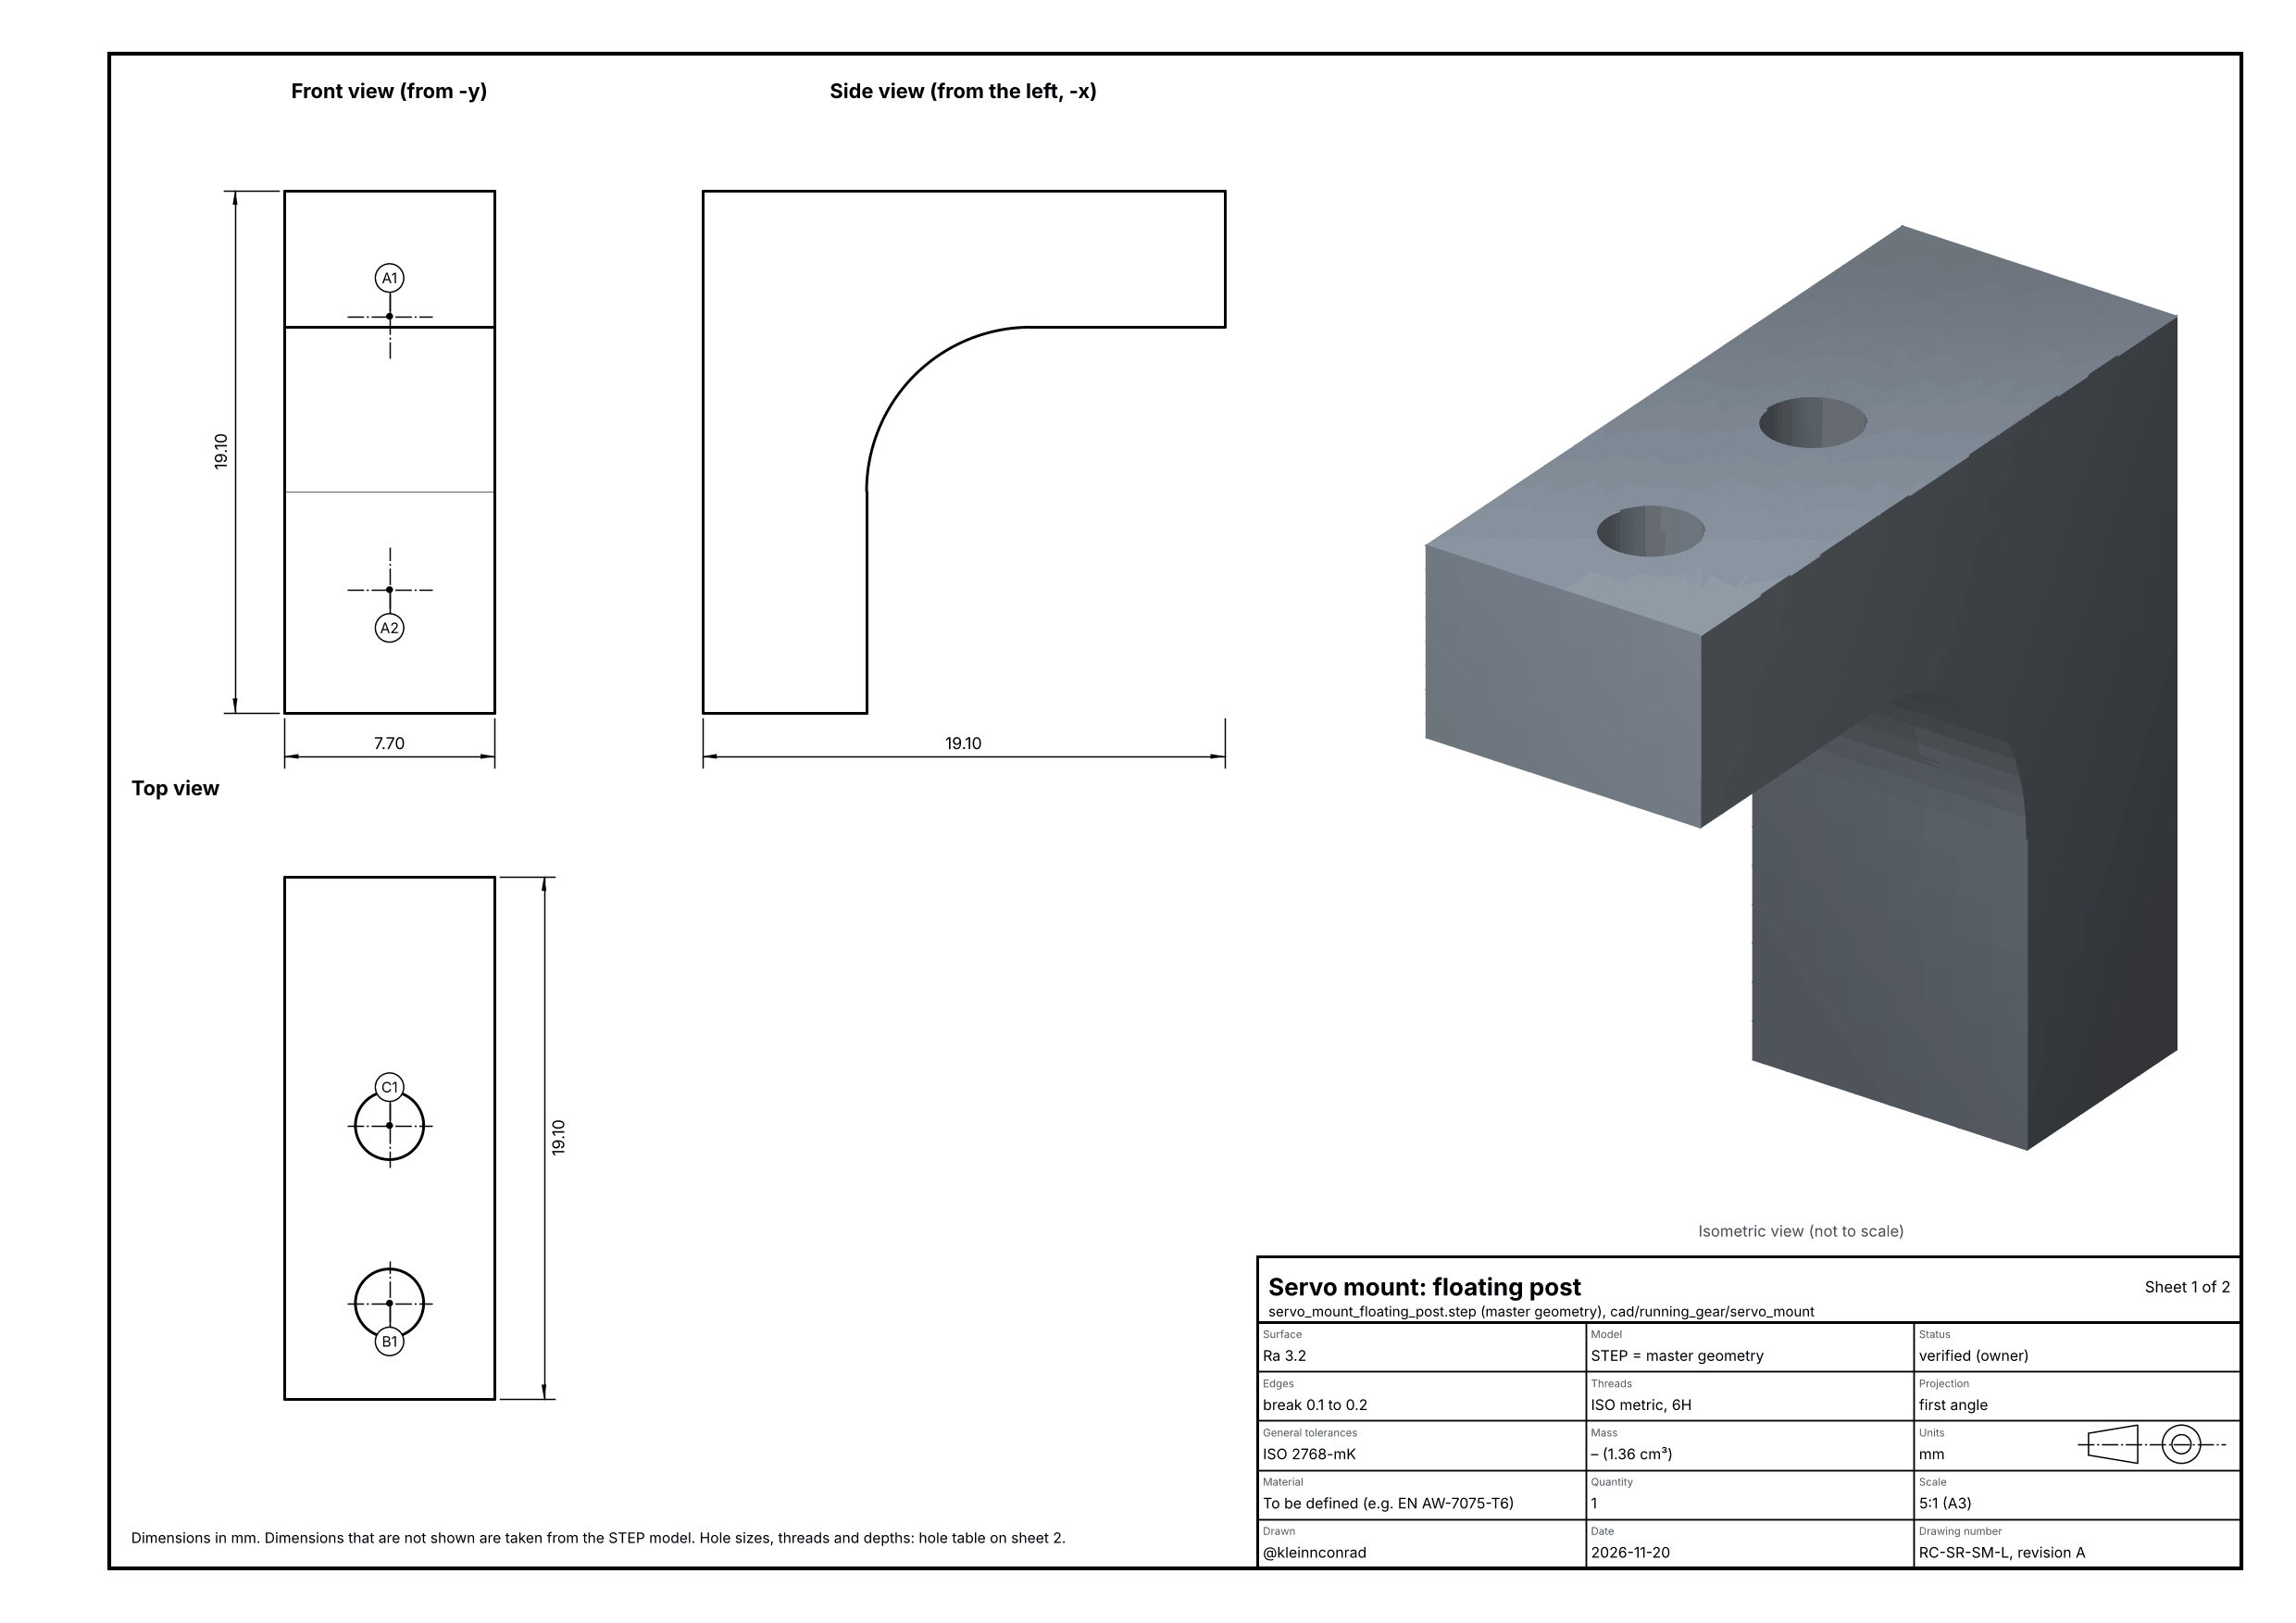 Front view (from -y)
Side view (from the left, -x)
A1
19.10
A2
7.70
19.10
Top view
C1
19.10
B1
Isometric view (not to scale)
Servo mount: floating post
Sheet 1 of 2
servo_mount_floating_post.step (master geometry), cad/running_gear/servo_mount
Surface
Model
Status
Ra 3.2
STEP = master geometry
verified (owner)
Edges
Threads
Projection
break 0.1 to 0.2
ISO metric, 6H
first angle
General tolerances
Mass
Units
ISO 2768-mK
– (1.36 cm³)
mm
Material
Quantity
Scale
To be defined (e.g. EN AW-7075-T6)
1
5:1 (A3)
Drawn
Date
Drawing number
@kleinnconrad
2026-11-20
RC-SR-SM-L, revision A
Dimensions in mm. Dimensions that are not shown are taken from the STEP model. Hole sizes, threads and depths: hole table on sheet 2.